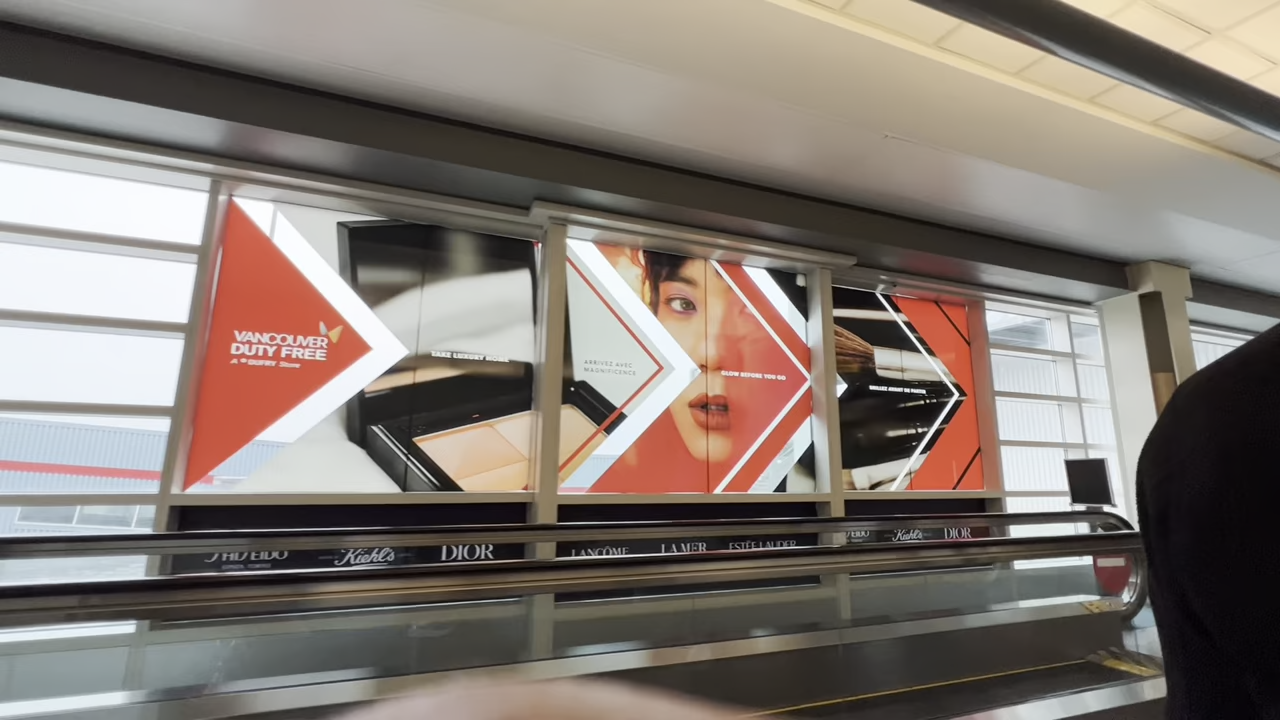 VANCOUVER
DUTY FREE
A DUFRY Store
TAKE LUXURY HOME
ARRIVEZ AVEC
MAGNIFICENCE
GLOW BEFORE YOU GO
BRILLEZ AVANT DE PARTIR
SHISEIDO
Kiehl's
DIOR
LANCÔME
LA MER
ESTĒE LAUDER
Kiehl's
DIOR